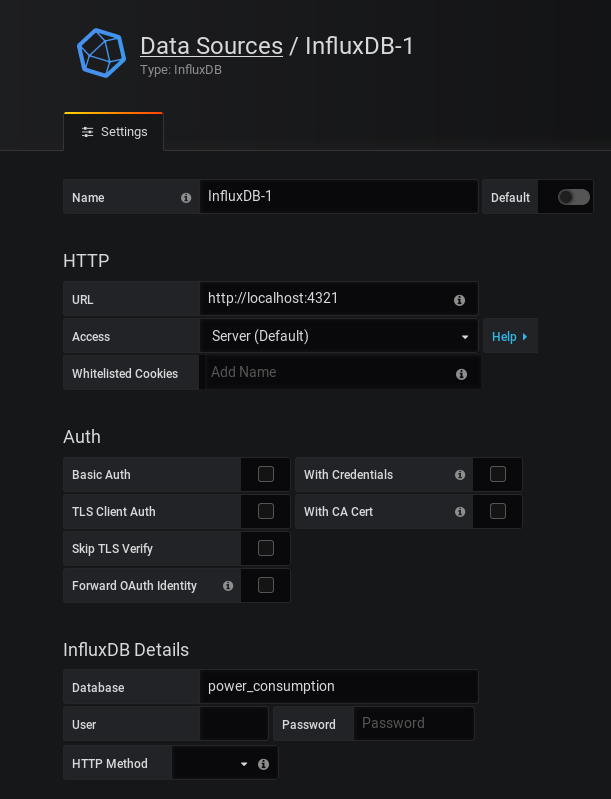 Data Sources / InfluxDB-1
Type: InfluxDB
Settings
Name InfluxDB-1 Default
HTTP
URL http://localhost:4321
Access Server (Default) Help
Whitelisted Cookies Add Name
Auth
Basic Auth With Credentials
TLS Client Auth With CA Cert
Skip TLS Verify
Forward OAuth Identity
InfluxDB Details
Database power_consumption
User Password Password
HTTP Method